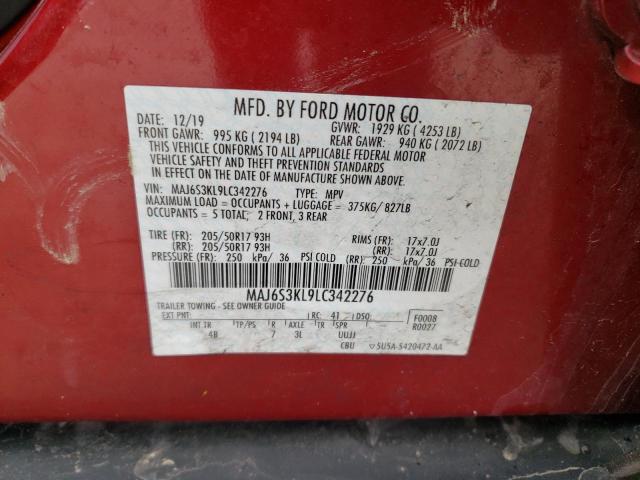 MFD. BY FORD MOTOR CO.
DATE: 12/19 GVWR: 1929 KG ( 4253 LB)
FRONT GAWR: 995 KG ( 2194 LB) REAR GAWR: 940 KG ( 2072 LB)
THIS VEHICLE CONFORMS TO ALL APPLICABLE FEDERAL MOTOR
VEHICLE SAFETY AND THEFT PREVENTION STANDARDS
IN EFFECT ON THE DATE OF MANUFACTURE SHOWN ABOVE.
VIN: MAJ6S3KL9LC342276 TYPE: MPV
MAXIMUM LOAD = OCCUPANTS + LUGGAGE = 375KG/ 827LB
OCCUPANTS = 5 TOTAL, 2 FRONT, 3 REAR
TIRE (FR): 205/50R17 93H RIMS (FR): 17x7.0J
(RR): 205/50R17 93H (RR): 17x7.0J
PRESSURE (FR): 250 kPa/ 36 PSI COLD (RR): 250 kPa/ 36 PSI-COLD
MAJ6S3KL9LC342276
TRAILER TOWING - SEE OWNER GUIDE
EXT PNT: RC: 41 DSO: F0008
R0027
INT TR TP/PS R AXLE TR SPR
4B 7 3L UUJJ
CBU ▽5U5A-5420472-AA